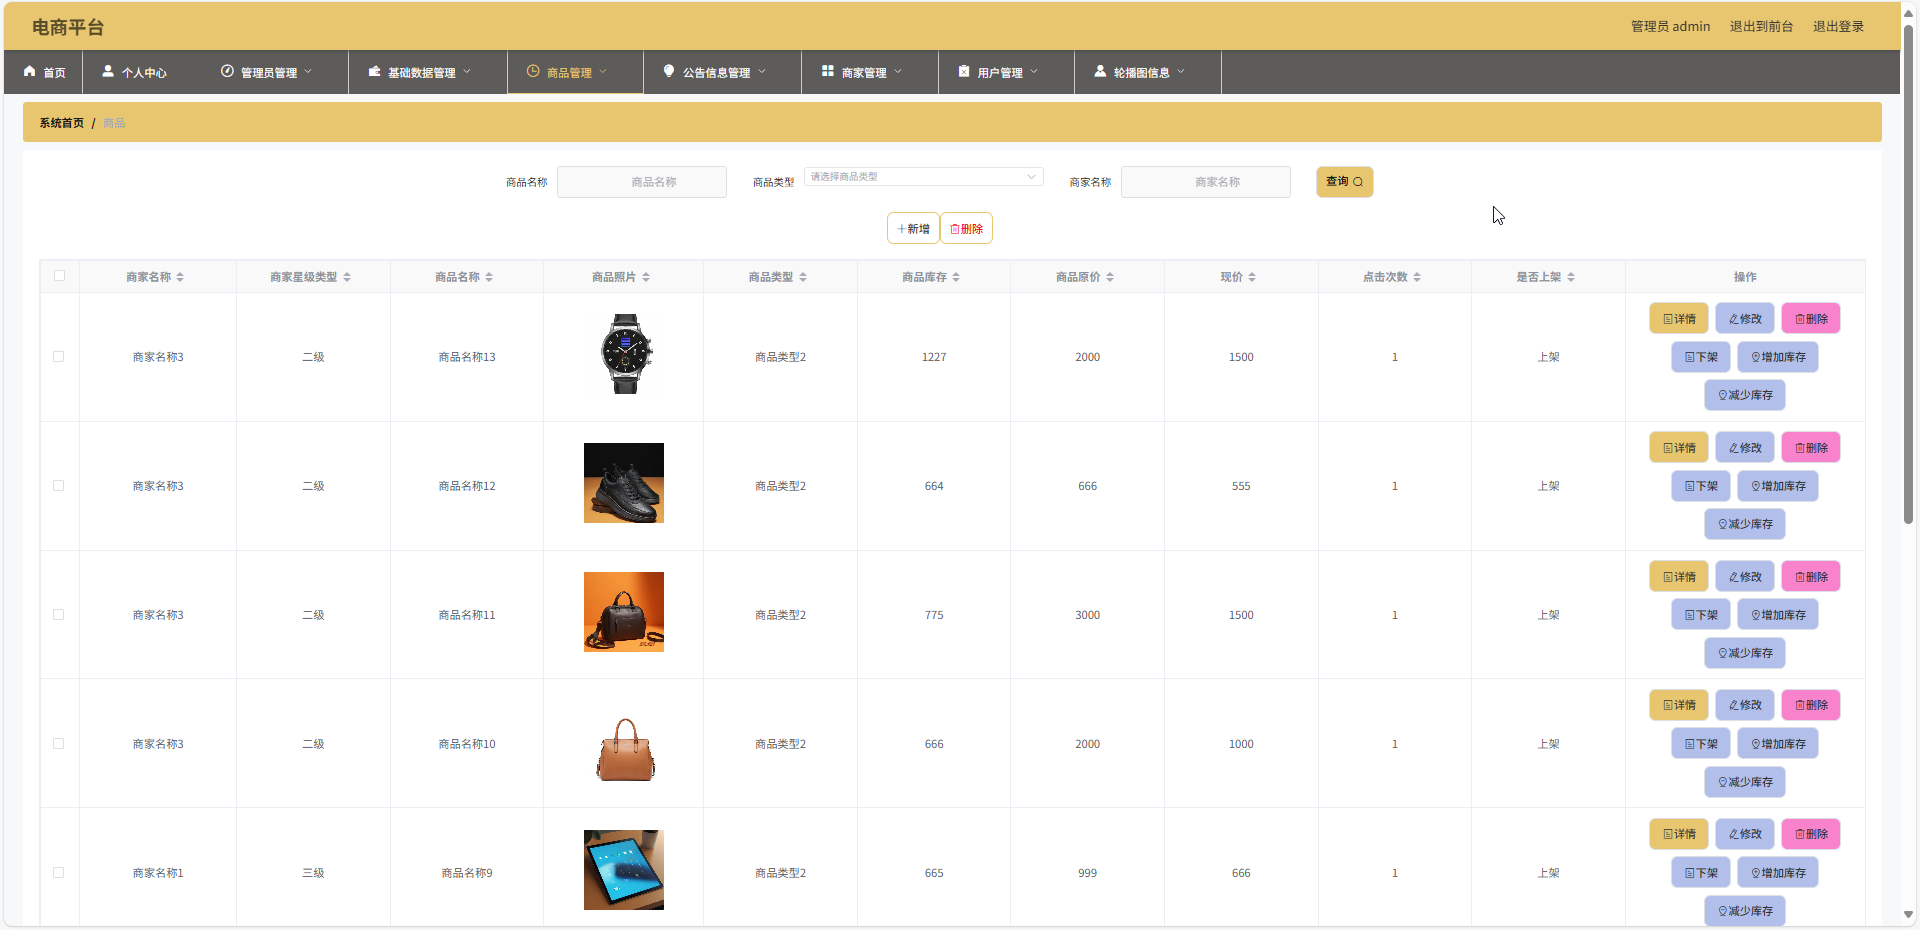 电商平台
管理员 admin 退出到前台 退出登录
首页 个人中心 管理员管理 基础数据管理 商品管理 公告信息管理 商家管理 用户管理 轮播图信息
系统首页 / 商品
商品名称 商品名称 商品类型 请选择商品类型 商家名称 商家名称 查询
新增 删除
商家名称 商家星级类型 商品名称 商品照片 商品类型 商品库存 商品原价 现价 点击次数 是否上架 操作
商家名称3 二级 商品名称13 商品类型2 1227 2000 1500 1 上架
详情 修改 删除
下架 增加库存
减少库存
商家名称3 二级 商品名称12 商品类型2 664 666 555 1 上架
详情 修改 删除
下架 增加库存
减少库存
商家名称3 二级 商品名称11 商品类型2 775 3000 1500 1 上架
详情 修改 删除
下架 增加库存
减少库存
商家名称3 二级 商品名称10 商品类型2 666 2000 1000 1 上架
详情 修改 删除
下架 增加库存
减少库存
商家名称1 三级 商品名称9 商品类型2 665 999 666 1 上架
详情 修改 删除
下架 增加库存
减少库存